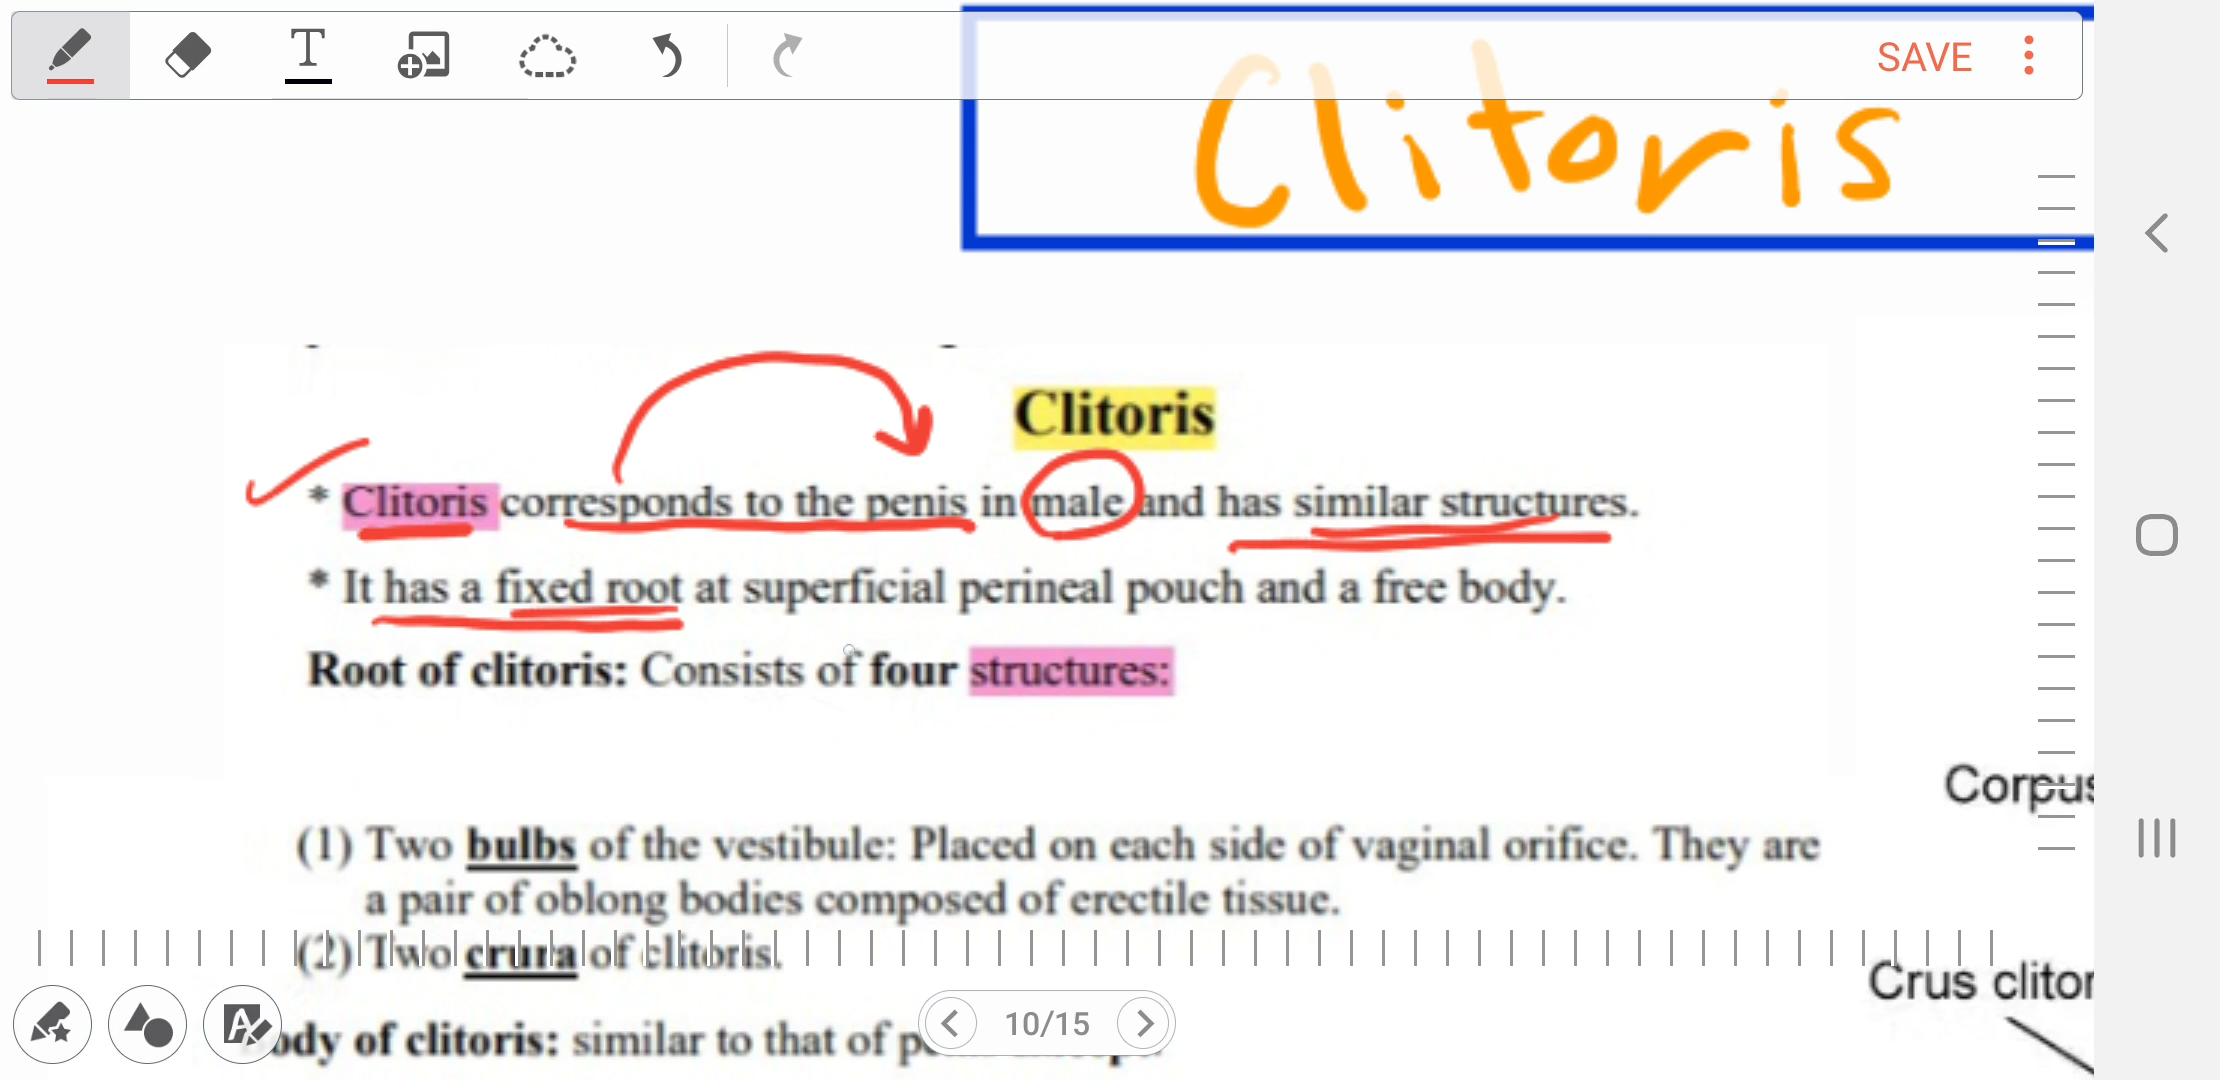 T
SAVE
Clitoris
Clitoris
* Clitoris corresponds to the penis in male and has similar structures.
* It has a fixed root at superficial perineal pouch and a free body.
Root of clitoris: Consists of four structures:
Corpus
(1) Two bulbs of the vestibule: Placed on each side of vaginal orifice. They are
a pair of oblong bodies composed of erectile tissue.
(2) Two crura of clitoris.
Crus clitor
ody of clitoris: similar to that of
10/15